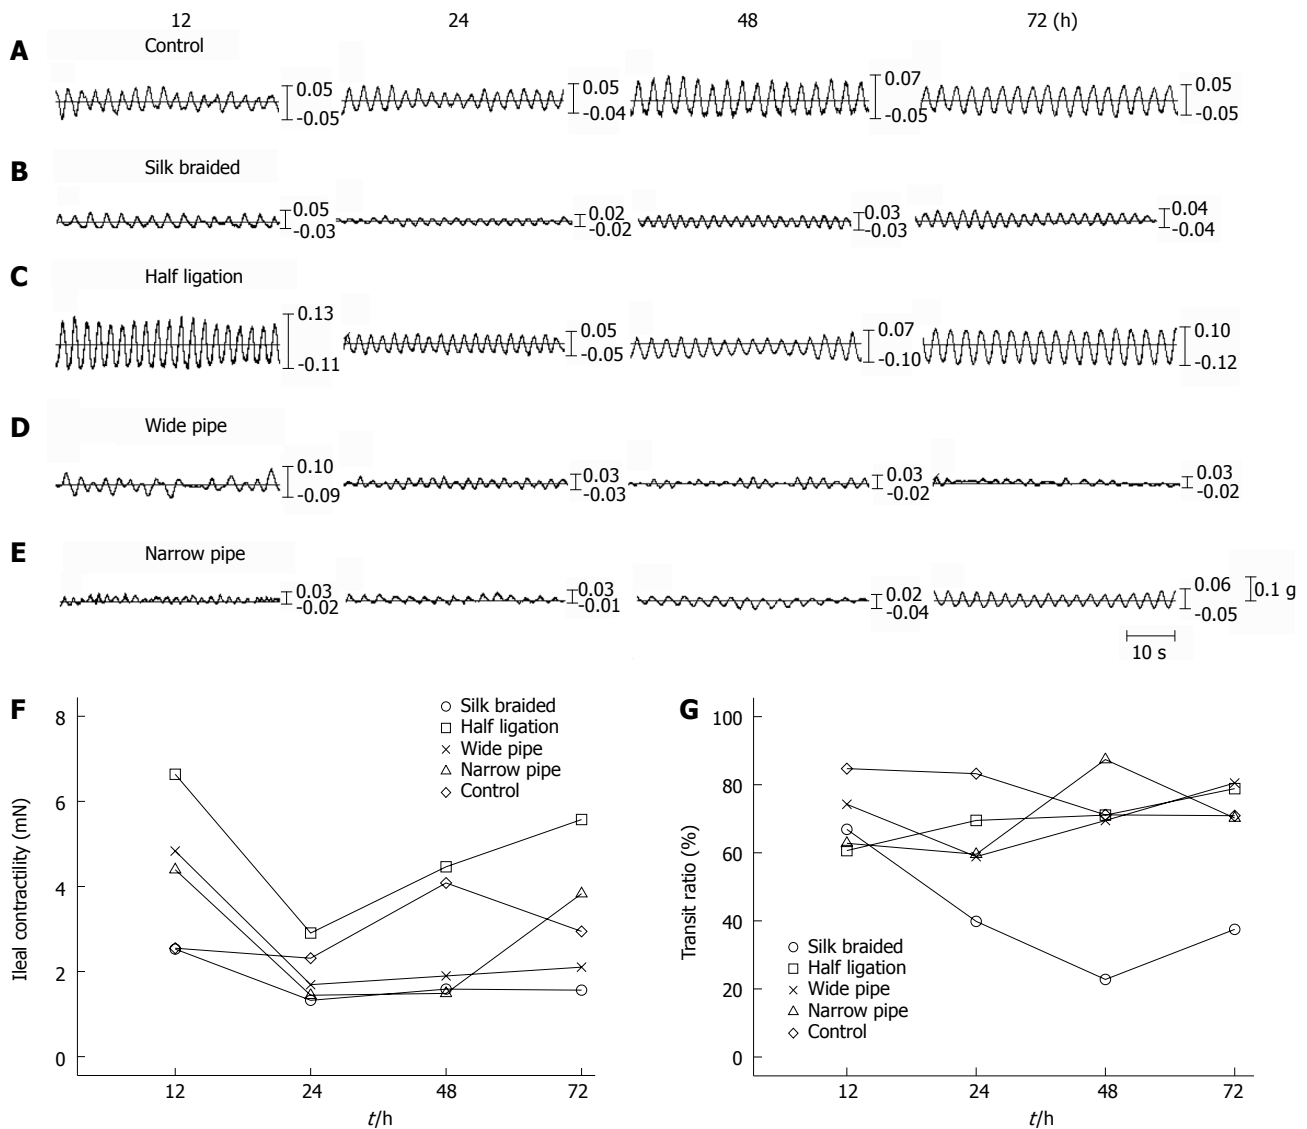 12 24 48 72 (h)
A Control
0.05 0.05 0.07 0.05
-0.05 -0.04 -0.05 -0.05
B Silk braided
0.05 0.02 0.03 0.04
-0.03 -0.02 -0.03 -0.04
C Half ligation
0.13 0.05 0.07 0.10
-0.11 -0.05 -0.10 -0.12
D Wide pipe
0.10 0.03 0.03 0.03
-0.09 -0.03 -0.02 -0.02
E Narrow pipe
0.03 0.03 0.02 0.06 0.1 g
-0.02 -0.01 -0.04 -0.05
10 s
F
Ileal contractility (mN)
8
6
4
2
0
Silk braided
Half ligation
Wide pipe
Narrow pipe
Control
12 24 48 72
t/h
G
Transit ratio (%)
100
80
60
40
20
0
Silk braided
Half ligation
Wide pipe
Narrow pipe
Control
12 24 48 72
t/h